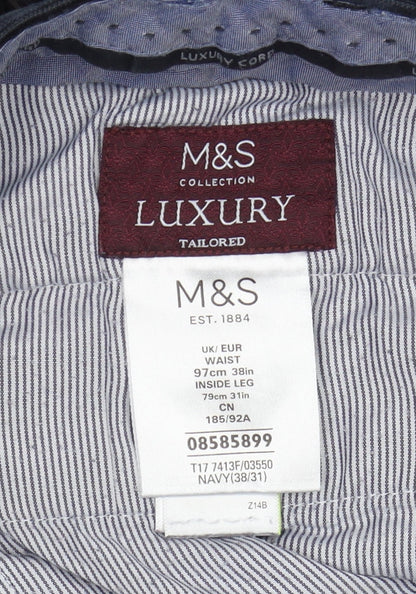 LUXURY CORE
M&S
COLLECTION
LUXURY
TAILORED
M&S
EST. 1884
UK/ EUR
WAIST
97cm 38in
INSIDE LEG
79cm 31in
CN
185/92A
08585899
T17 7413F/03550
NAVY(38/31)
Z14B